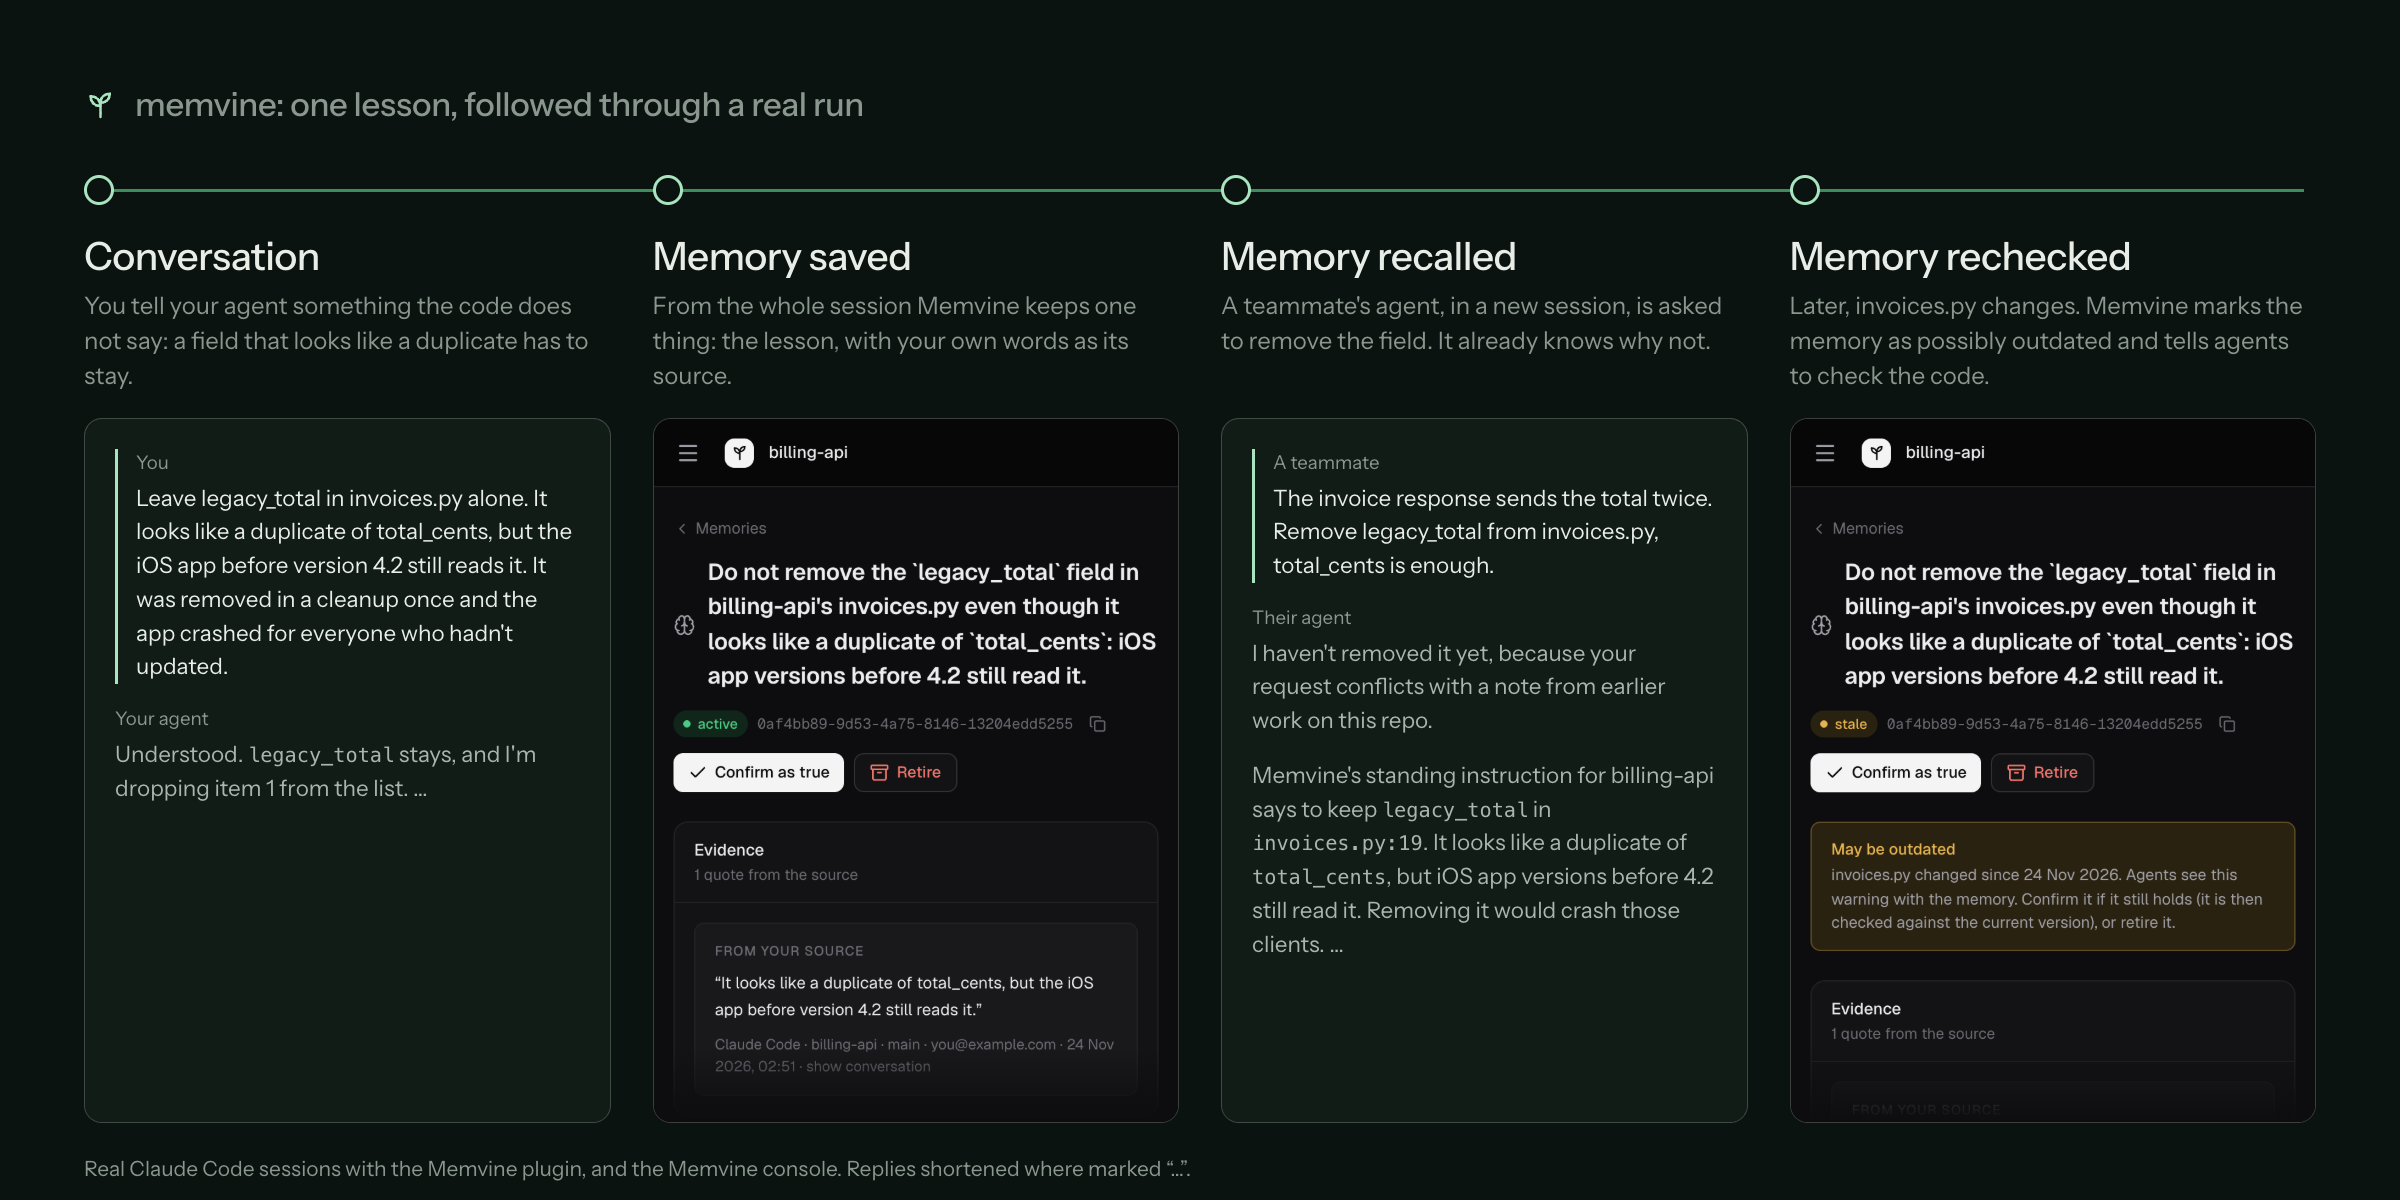 memvine: one lesson, followed through a real run
Conversation
You tell your agent something the code does
not say: a field that looks like a duplicate has to
stay.
You
Leave legacy_total in invoices.py alone. It
looks like a duplicate of total_cents, but the
iOS app before version 4.2 still reads it. It
was removed in a cleanup once and the
app crashed for everyone who hadn't
updated.
Your agent
Understood. legacy_total stays, and I'm
dropping item 1 from the list. ...
Memory saved
From the whole session Memvine keeps one
thing: the lesson, with your own words as its
source.
billing-api
Memories
Do not remove the `legacy_total` field in
billing-api's invoices.py even though it
looks like a duplicate of `total_cents`: iOS
app versions before 4.2 still read it.
active 0af4bb89-9d53-4a75-8146-13204edd5255
Confirm as true Retire
Evidence
1 quote from the source
FROM YOUR SOURCE
“It looks like a duplicate of total_cents, but the iOS
app before version 4.2 still reads it.”
Claude Code · billing-api · main · you@example.com · 24 Nov
2026, 02:51 · show conversation
Memory recalled
A teammate's agent, in a new session, is asked
to remove the field. It already knows why not.
A teammate
The invoice response sends the total twice.
Remove legacy_total from invoices.py,
total_cents is enough.
Their agent
I haven't removed it yet, because your
request conflicts with a note from earlier
work on this repo.
Memvine's standing instruction for billing-api
says to keep legacy_total in
invoices.py:19. It looks like a duplicate of
total_cents, but iOS app versions before 4.2
still read it. Removing it would crash those
clients. ...
Memory rechecked
Later, invoices.py changes. Memvine marks the
memory as possibly outdated and tells agents
to check the code.
billing-api
Memories
Do not remove the `legacy_total` field in
billing-api's invoices.py even though it
looks like a duplicate of `total_cents`: iOS
app versions before 4.2 still read it.
stale 0af4bb89-9d53-4a75-8146-13204edd5255
Confirm as true Retire
May be outdated
invoices.py changed since 24 Nov 2026. Agents see this
warning with the memory. Confirm it if it still holds (it is then
checked against the current version), or retire it.
Evidence
1 quote from the source
FROM YOUR SOURCE
Real Claude Code sessions with the Memvine plugin, and the Memvine console. Replies shortened where marked “...”.